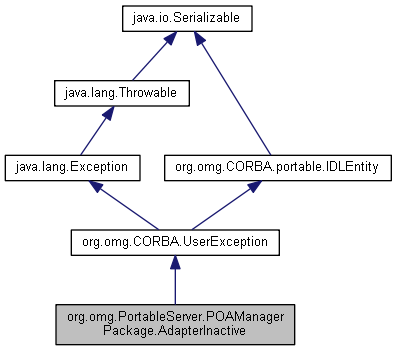 java.io.Serializable
java.lang.Throwable
java.lang.Exception
org.omg.CORBA.portable.IDLEntity
org.omg.CORBA.UserException
org.omg.PortableServer.POAManager
Package.AdapterInactive